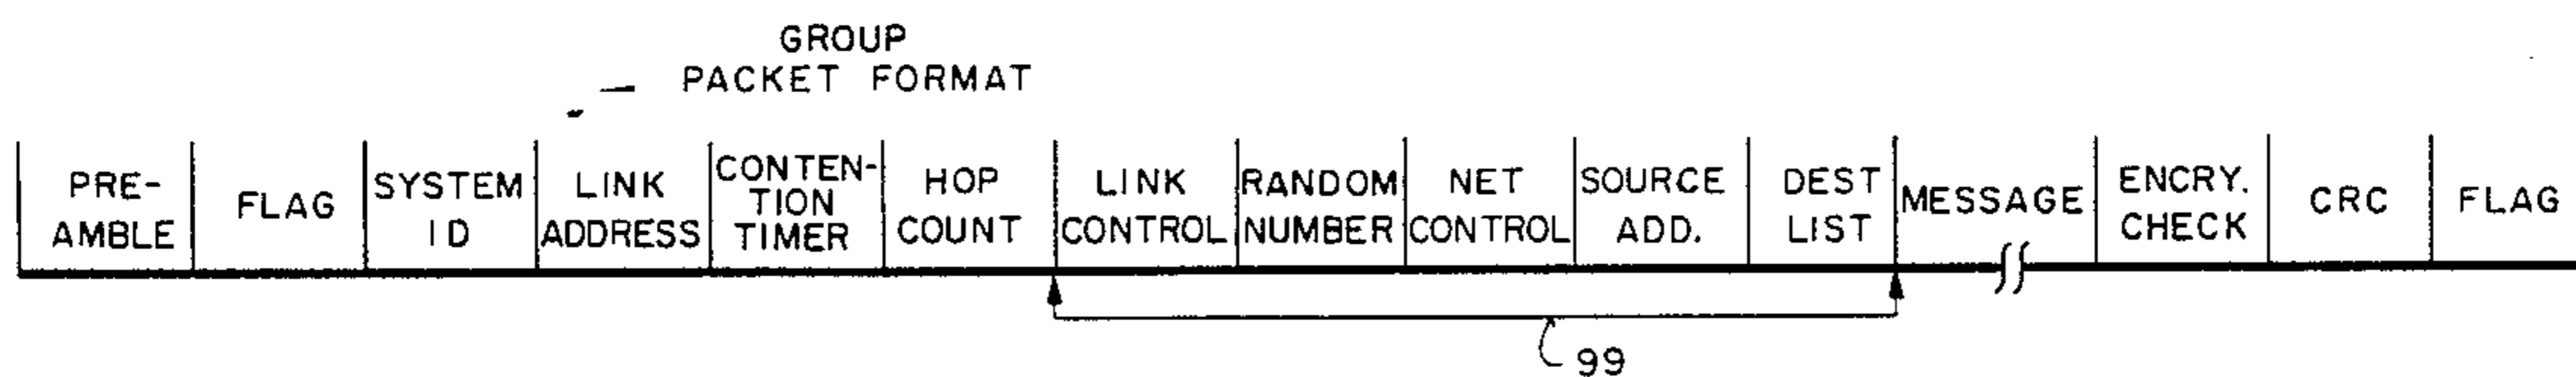 GROUP
PACKET FORMAT
PRE-
AMBLE
FLAG
SYSTEM
ID
LINK
ADDRESS
CONTEN-
TION
TIMER
HOP
COUNT
LINK
CONTROL
RANDOM
NUMBER
NET
CONTROL
SOURCE
ADD.
DEST
LIST
MESSAGE
ENCRY.
CHECK
CRC
FLAG
99